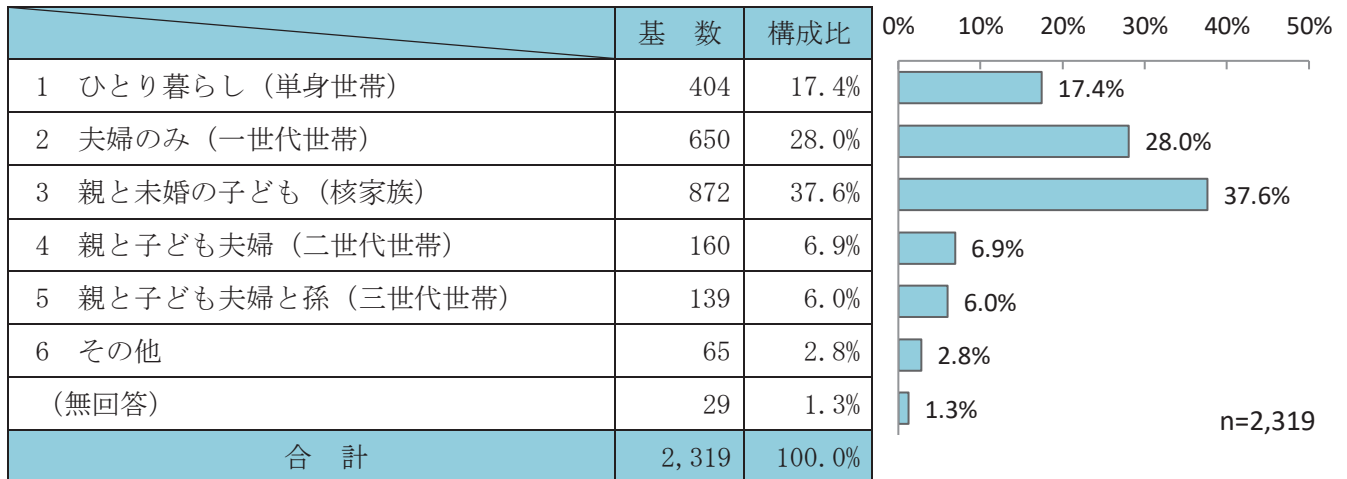 基　数 構成比
1　ひとり暮らし（単身世帯） 404 17.4%
2　夫婦のみ（一世代世帯） 650 28.0%
3　親と未婚の子ども（核家族） 872 37.6%
4　親と子ども夫婦（二世代世帯） 160 6.9%
5　親と子ども夫婦と孫（三世代世帯） 139 6.0%
6　その他 65 2.8%
（無回答） 29 1.3%
合　計 2,319 100.0%
0% 10% 20% 30% 40% 50%
17.4%
28.0%
37.6%
6.9%
6.0%
2.8%
1.3%
n=2,319